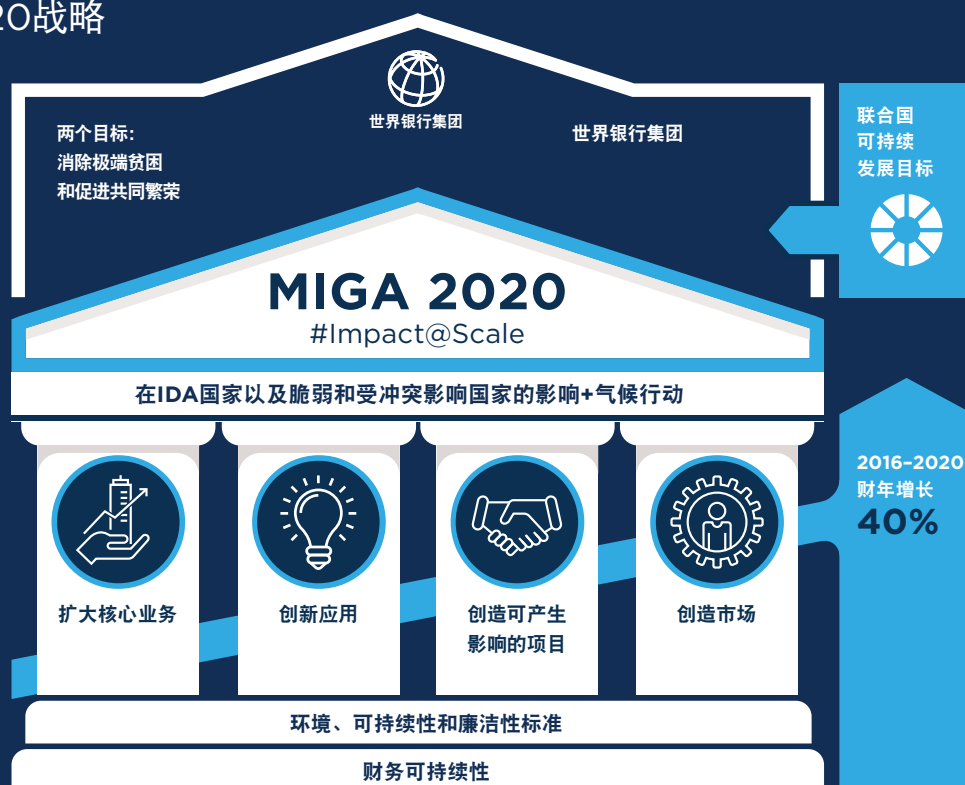 20战略
世界银行集团
两个目标:
消除极端贫困
和促进共同繁荣
世界银行集团
联合国
可持续
发展目标
MIGA 2020
#Impact@Scale
在IDA国家以及脆弱和受冲突影响国家的影响+气候行动
2016–2020
财年增长
40%
扩大核心业务
创新应用
创造可产生
影响的项目
创造市场
环境、可持续性和廉洁性标准
财务可持续性